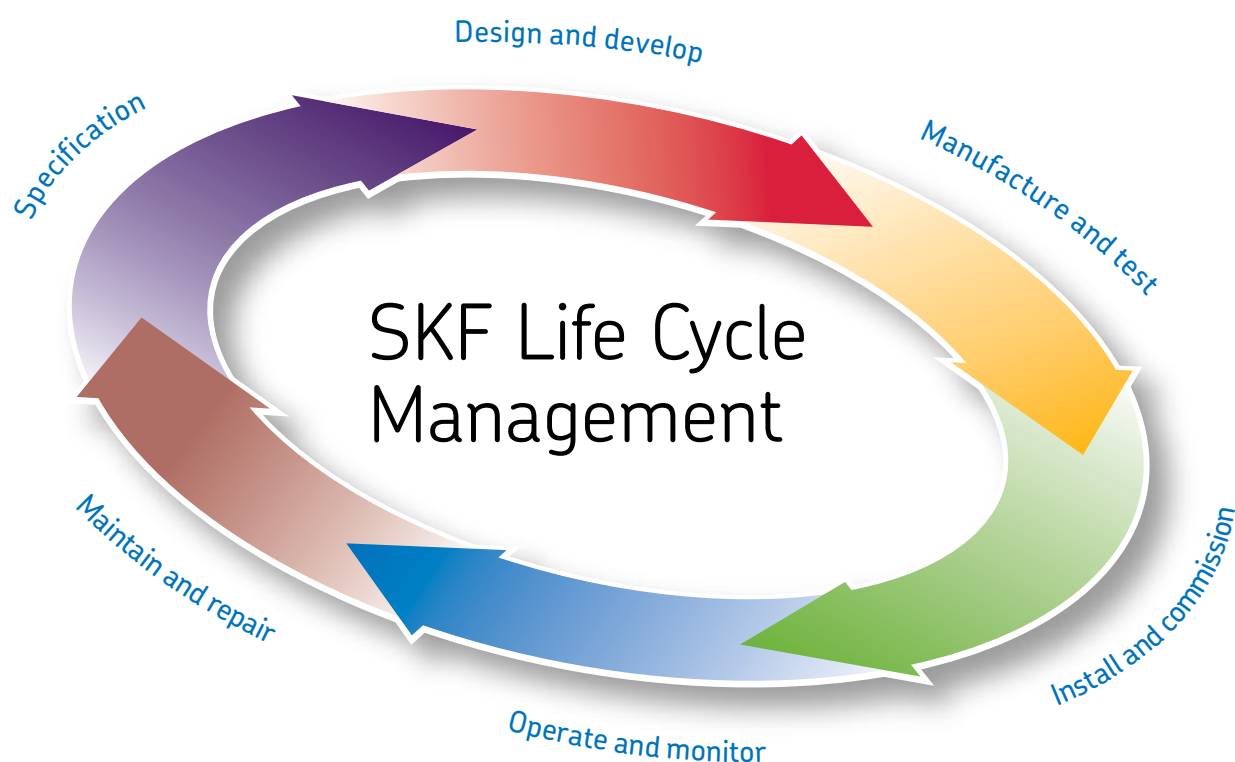 Design and develop
Specification
Manufacture and test
SKF Life Cycle
Management
Maintain and repair
Install and commission
Operate and monitor